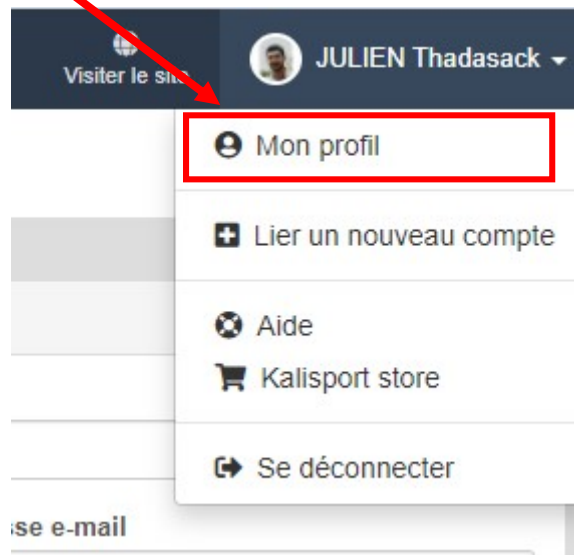 Visiter le site
JULIEN Thadasack
Mon profil
Lier un nouveau compte
Aide
Kalisport store
Se déconnecter
sse e-mail